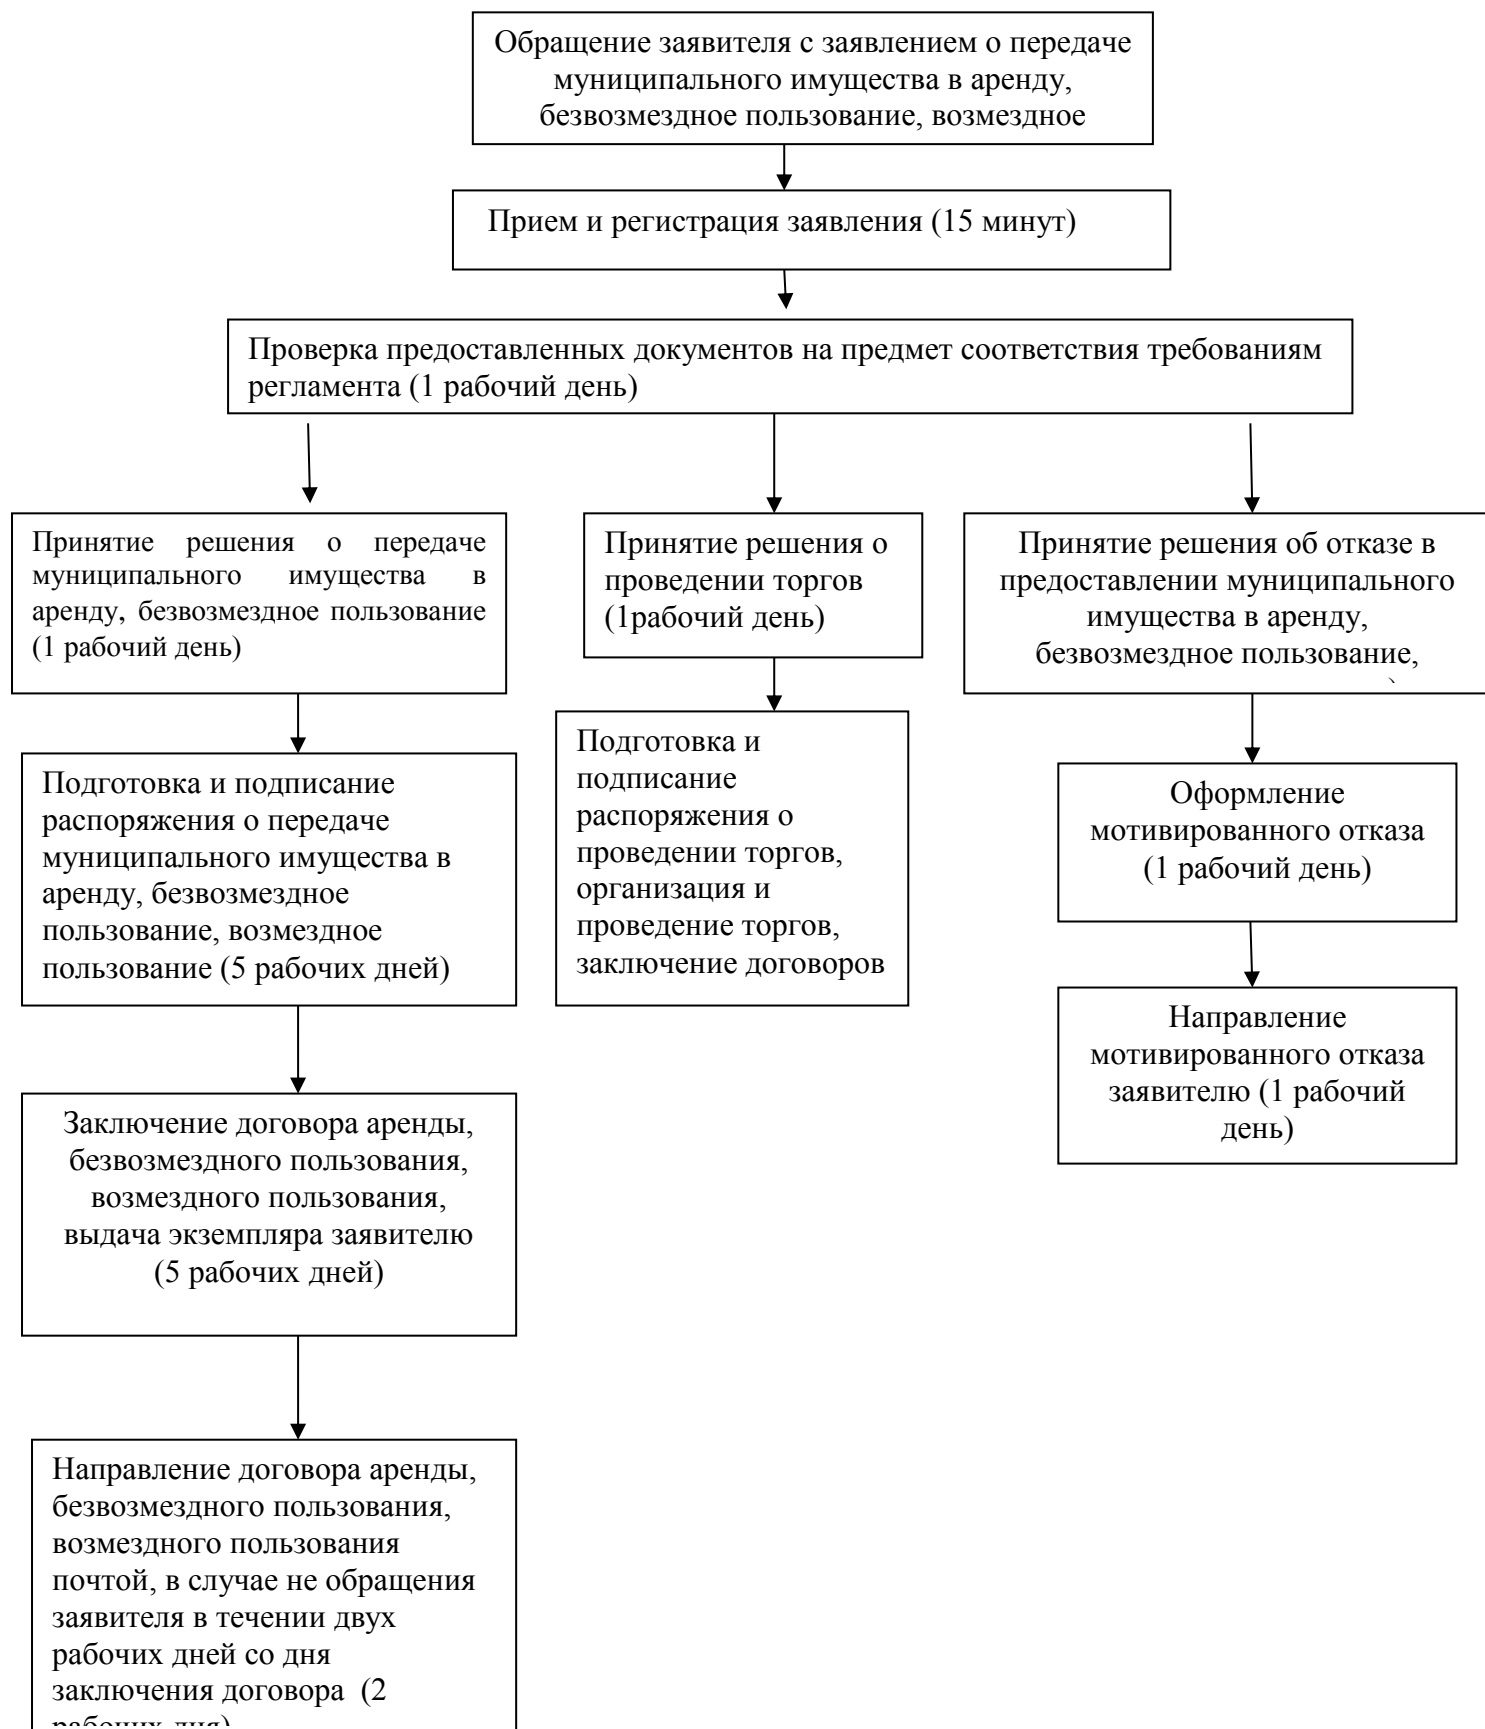 Обращение заявителя с заявлением о передаче
муниципального имущества в аренду,
безвозмездное пользование, возмездное
Прием и регистрация заявления (15 минут)
Проверка предоставленных документов на предмет соответствия требованиям
регламента (1 рабочий день)
Принятие решения о передаче
муниципального имущества в
аренду, безвозмездное пользование
(1 рабочий день)
Принятие решения о
проведении торгов
(1рабочий день)
Принятие решения об отказе в
предоставлении муниципального
имущества в аренду,
безвозмездное пользование,
Подготовка и подписание
распоряжения о передаче
муниципального имущества в
аренду, безвозмездное
пользование, возмездное
пользование (5 рабочих дней)
Подготовка и
подписание
распоряжения о
проведении торгов,
организация и
проведение торгов,
заключение договоров
Оформление
мотивированного отказа
(1 рабочий день)
Направление
мотивированного отказа
заявителю (1 рабочий
день)
Заключение договора аренды,
безвозмездного пользования,
возмездного пользования,
выдача экземпляра заявителю
(5 рабочих дней)
Направление договора аренды,
безвозмездного пользования,
возмездного пользования
почтой, в случае не обращения
заявителя в течении двух
рабочих дней со дня
заключения договора (2
рабочих дня)